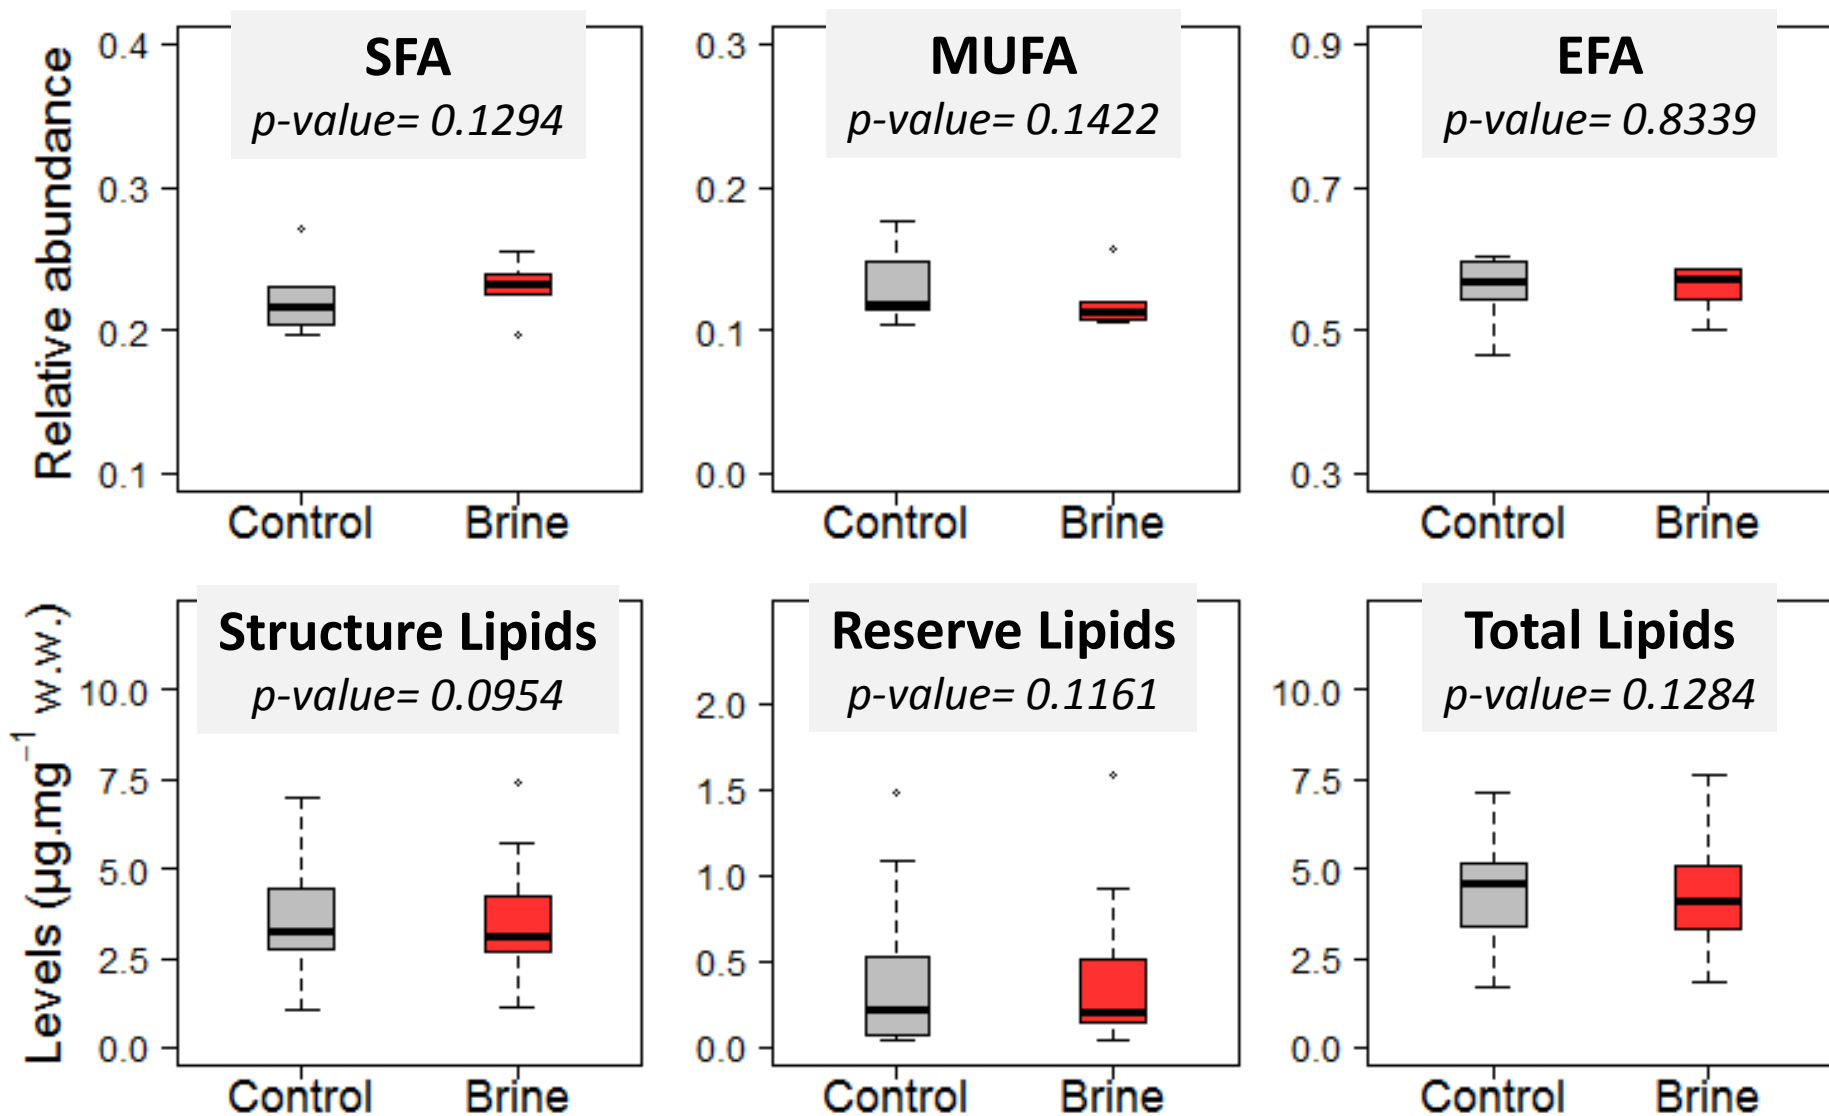 Relative abundance
SFA
p-value= 0.1294
0.4
0.3
0.2
0.1
Control Brine
MUFA
p-value= 0.1422
0.3
0.2
0.1
0.0
Control Brine
EFA
p-value= 0.8339
0.9
0.7
0.5
0.3
Control Brine
Levels (µg.mg⁻¹ w.w.)
Structure Lipids
p-value= 0.0954
10.0
7.5
5.0
2.5
0.0
Control Brine
Reserve Lipids
p-value= 0.1161
2.0
1.5
1.0
0.5
0.0
Control Brine
Total Lipids
p-value= 0.1284
10.0
7.5
5.0
2.5
0.0
Control Brine